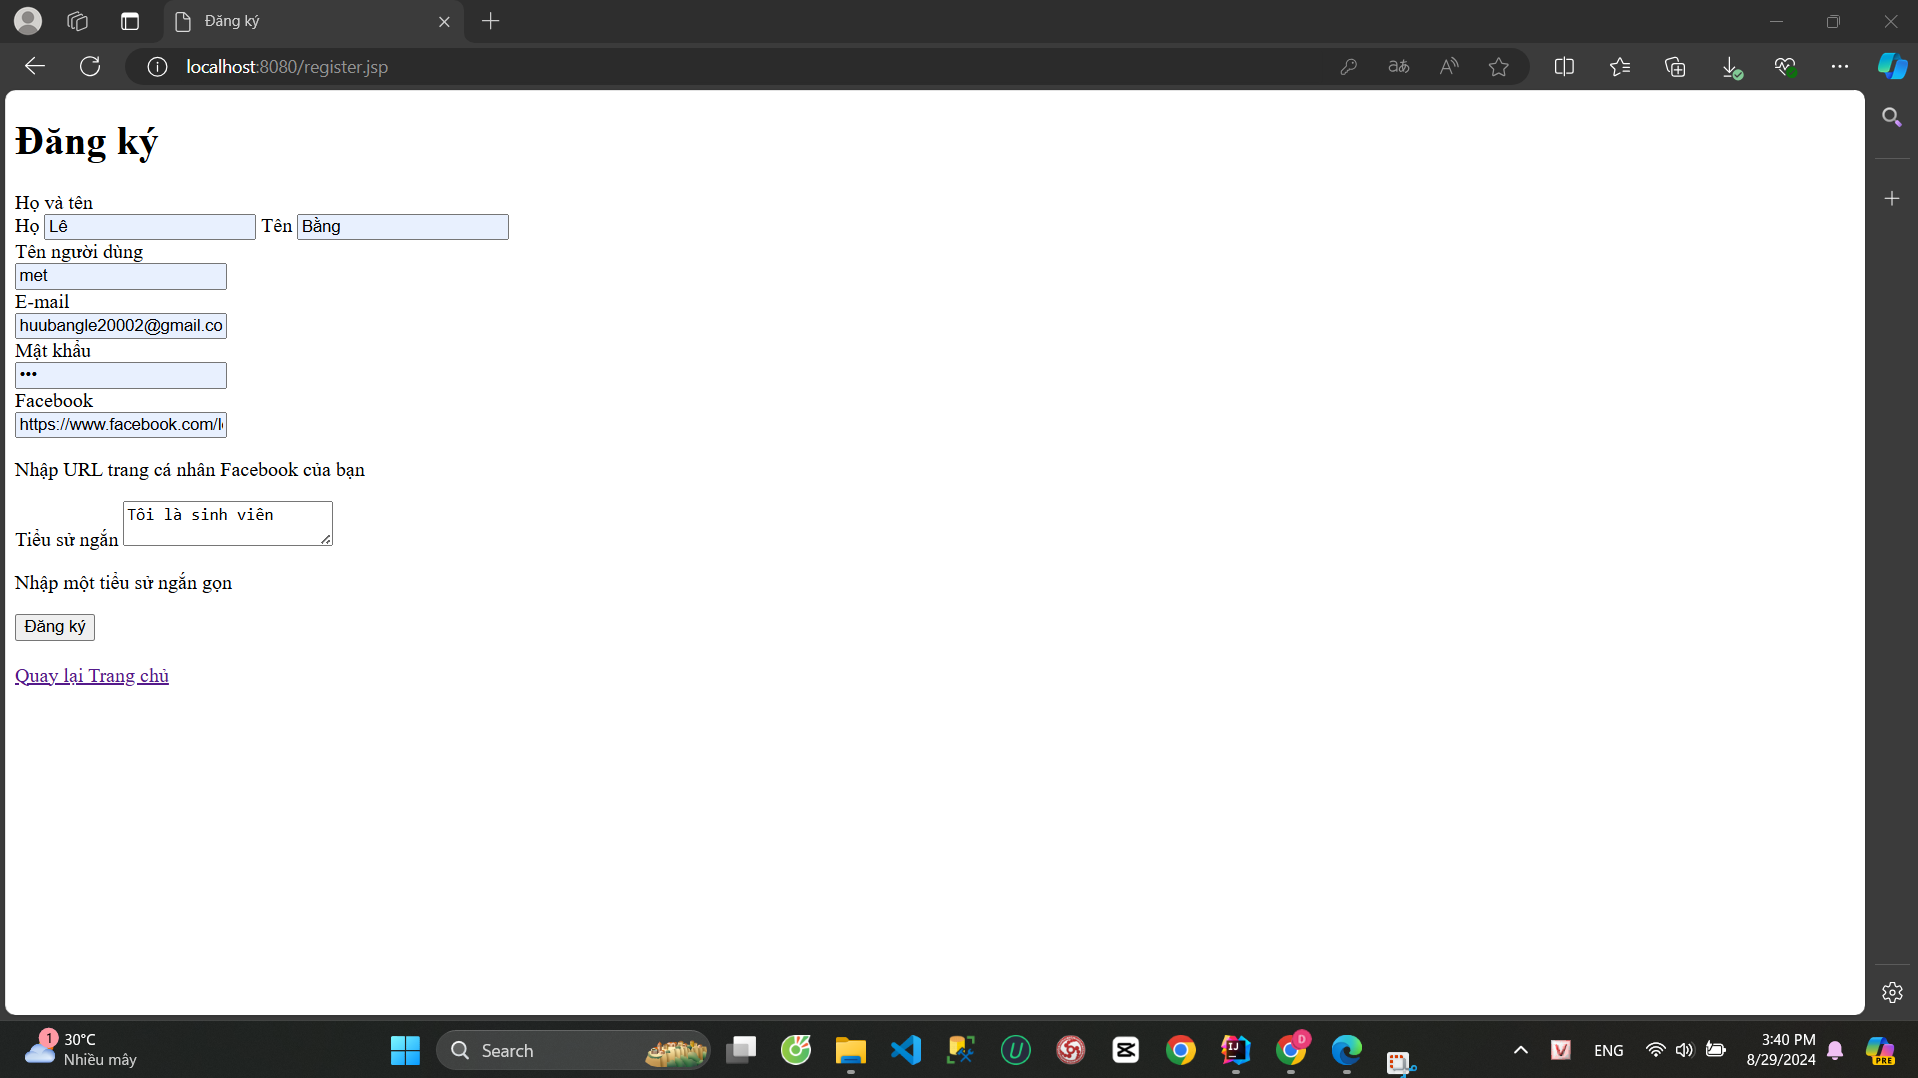 Đăng ký
localhost:8080/register.jsp
Đăng ký
Họ và tên
Họ Lê Tên Bằng
Tên người dùng
met
E-mail
huubangle20002@gmail.co
Mật khẩu
•••
Facebook
https://www.facebook.com/l
Nhập URL trang cá nhân Facebook của bạn
Tiểu sử ngắn Tôi là sinh viên
Nhập một tiểu sử ngắn gọn
Đăng ký
Quay lại Trang chủ
1 30°C
Nhiều mây
Search
D
ENG
3:40 PM
8/29/2024
PRE